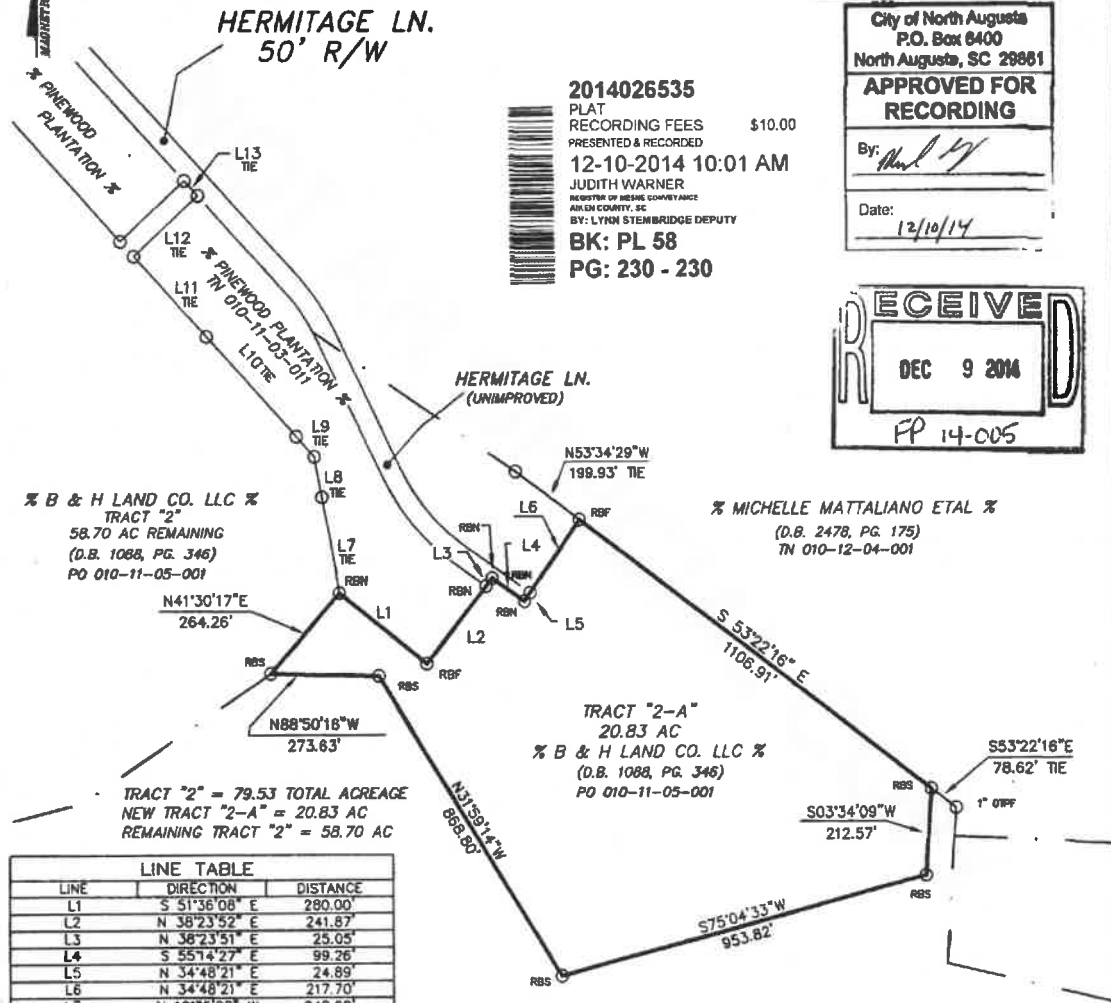 MAGNETIC
HERMITAGE LN.
50' R/W
% PINEWOOD
PLANTATION %
L13
TIE
L12
TIE
L11
TIE
% PINEWOOD PLANTATION %
TN 010-11-03-011
L10 TIE
L9
TIE
L8
TIE
L7
TIE
2014026535
PLAT
RECORDING FEES $10.00
PRESENTED & RECORDED
12-10-2014 10:01 AM
JUDITH WARNER
REGISTER OF MESNE CONVEYANCE
AIKEN COUNTY, SC
BY: LYNN STEMBRIDGE DEPUTY
BK: PL 58
PG: 230 - 230
City of North Augusta
P.O. Box 6400
North Augusta, SC 29861
APPROVED FOR
RECORDING
By:
Date:
12/10/14
RECEIVED
DEC 9 2014
FP 14-005
HERMITAGE LN.
(UNIMPROVED)
N53°34'29"W
199.93' TIE
% B & H LAND CO. LLC %
TRACT "2"
58.70 AC REMAINING
(D.B. 1088, PG. 346)
PO 010-11-05-001
% MICHELLE MATTALIANO ETAL %
(D.B. 2478, PG. 175)
TN 010-12-04-001
L6
RBF
RBN
L3
L4
RBN
RBN
RBN
L5
N41°30'17"E
264.26'
L1
L2
RBS
RBF
RBS
N88°50'16"W
273.63'
S 53°22'16" E
1106.91'
TRACT "2-A"
20.83 AC
% B & H LAND CO. LLC %
(D.B. 1088, PG. 346)
PO 010-11-05-001
S53°22'16"E
78.62' TIE
RBS
1" OTPF
S03°34'09"W
212.57'
RBS
N31°59'14"W
868.80'
S75°04'33"W
953.82'
RBS
TRACT "2" = 79.53 TOTAL ACREAGE
NEW TRACT "2-A" = 20.83 AC
REMAINING TRACT "2" = 58.70 AC
LINE TABLE
LINE DIRECTION DISTANCE
L1 S 51°36'08" E 280.00'
L2 N 38°23'52" E 241.87'
L3 N 38°23'51" E 25.05'
L4 S 55°14'27" E 99.26'
L5 N 34°48'21" E 24.89'
L6 N 34°48'21" E 217.70'